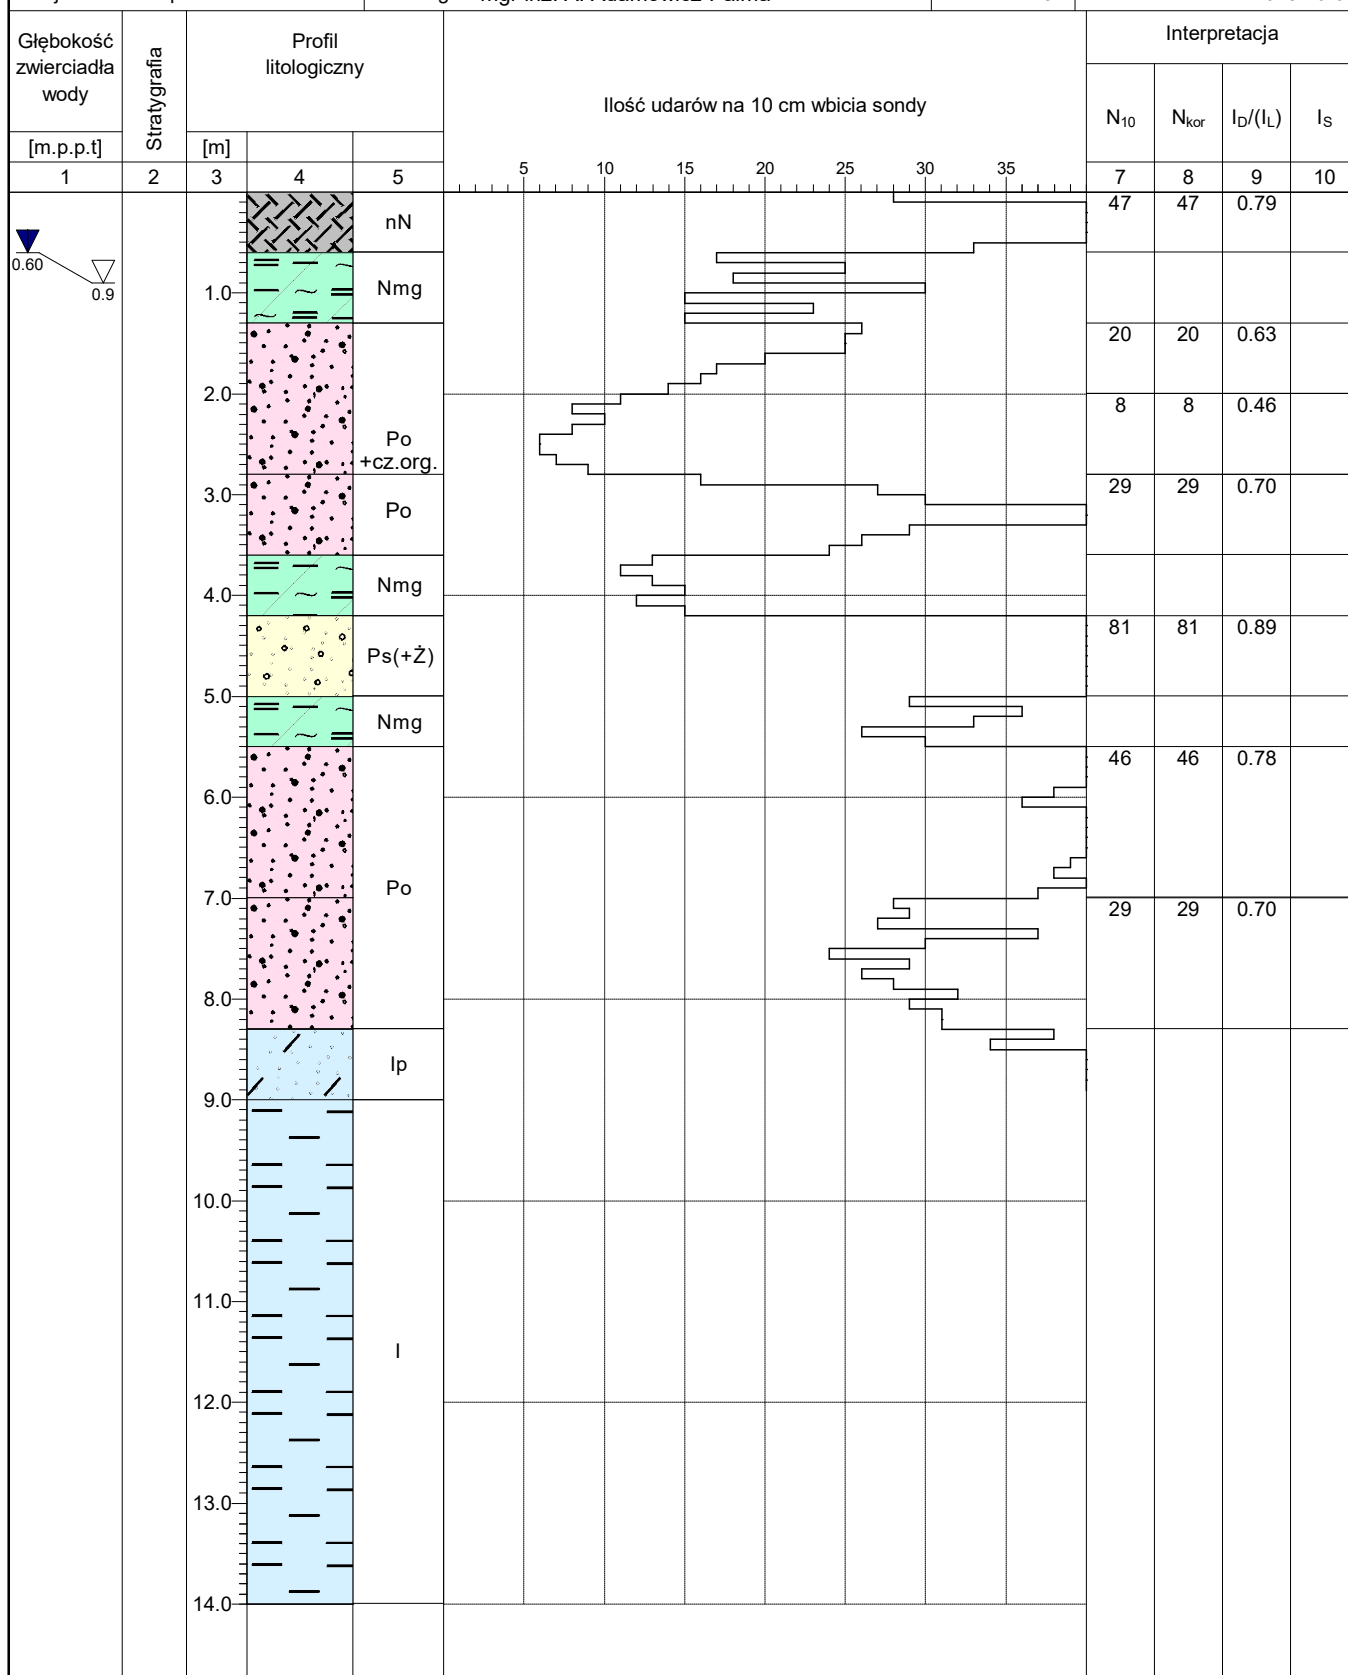 Głębokość
zwierciadła
wody
[m.p.p.t]
Stratygrafia
Profil
litologiczny
[m]
Ilość udarów na 10 cm wbicia sondy
Interpretacja
N10
Nkor
ID/(IL)
IS
5 10 15 20 25 30 35
1 2 3 4 5 7 8 9 10
nN
47 47 0.79
0.60
0.9
Nmg
1.0
20 20 0.63
2.0
8 8 0.46
Po
+cz.org.
29 29 0.70
3.0
Po
Nmg
4.0
81 81 0.89
Ps(+Ż)
5.0
Nmg
46 46 0.78
6.0
Po
7.0
29 29 0.70
8.0
Ip
9.0
10.0
11.0
I
12.0
13.0
14.0